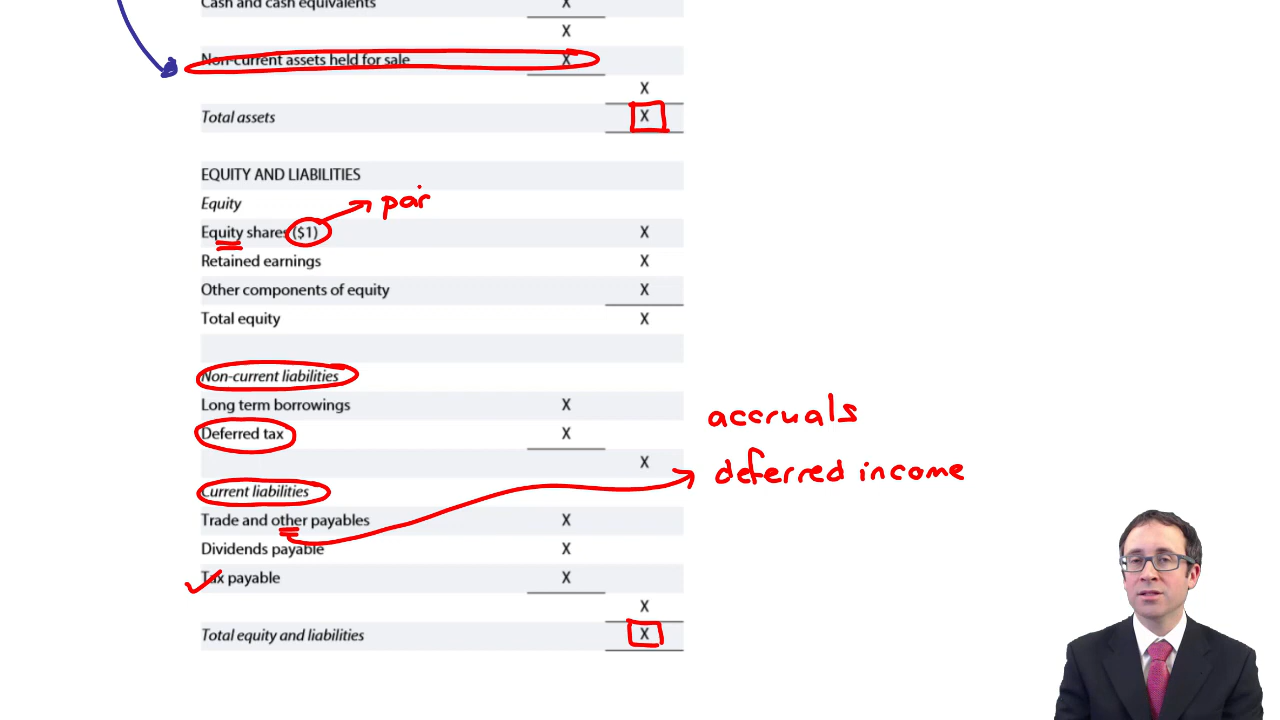 Cash and cash equivalents X
X
Non-current assets held for sale X
X
Total assets X
EQUITY AND LIABILITIES
Equity par
Equity shares ($1) X
Retained earnings X
Other components of equity X
Total equity X
Non-current liabilities
Long term borrowings X accruals
Deferred tax X
X deferred income
Current liabilities
Trade and other payables X
Dividends payable X
Tax payable X
X
Total equity and liabilities X